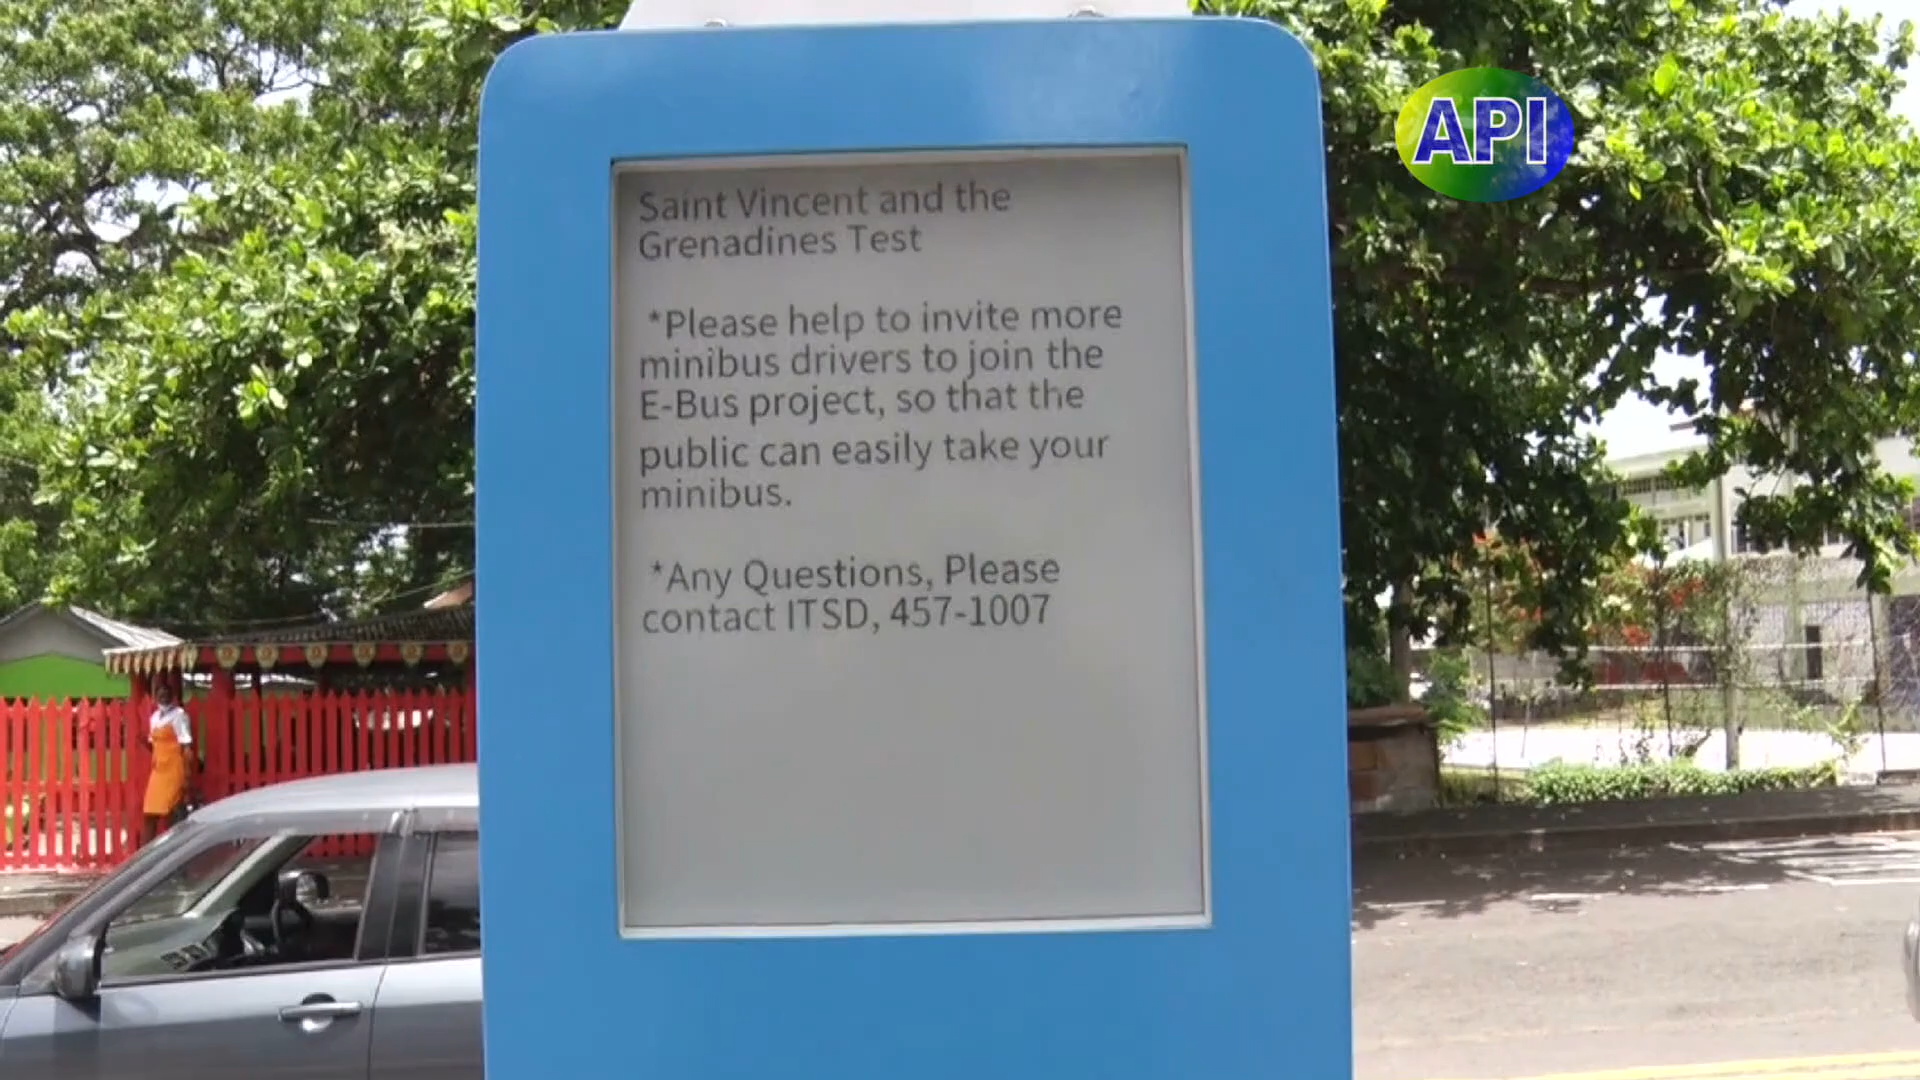 API
Saint Vincent and the
Grenadines Test
*Please help to invite more
minibus drivers to join the
E-Bus project, so that the
public can easily take your
minibus.
*Any Questions, Please
contact ITSD, 457-1007